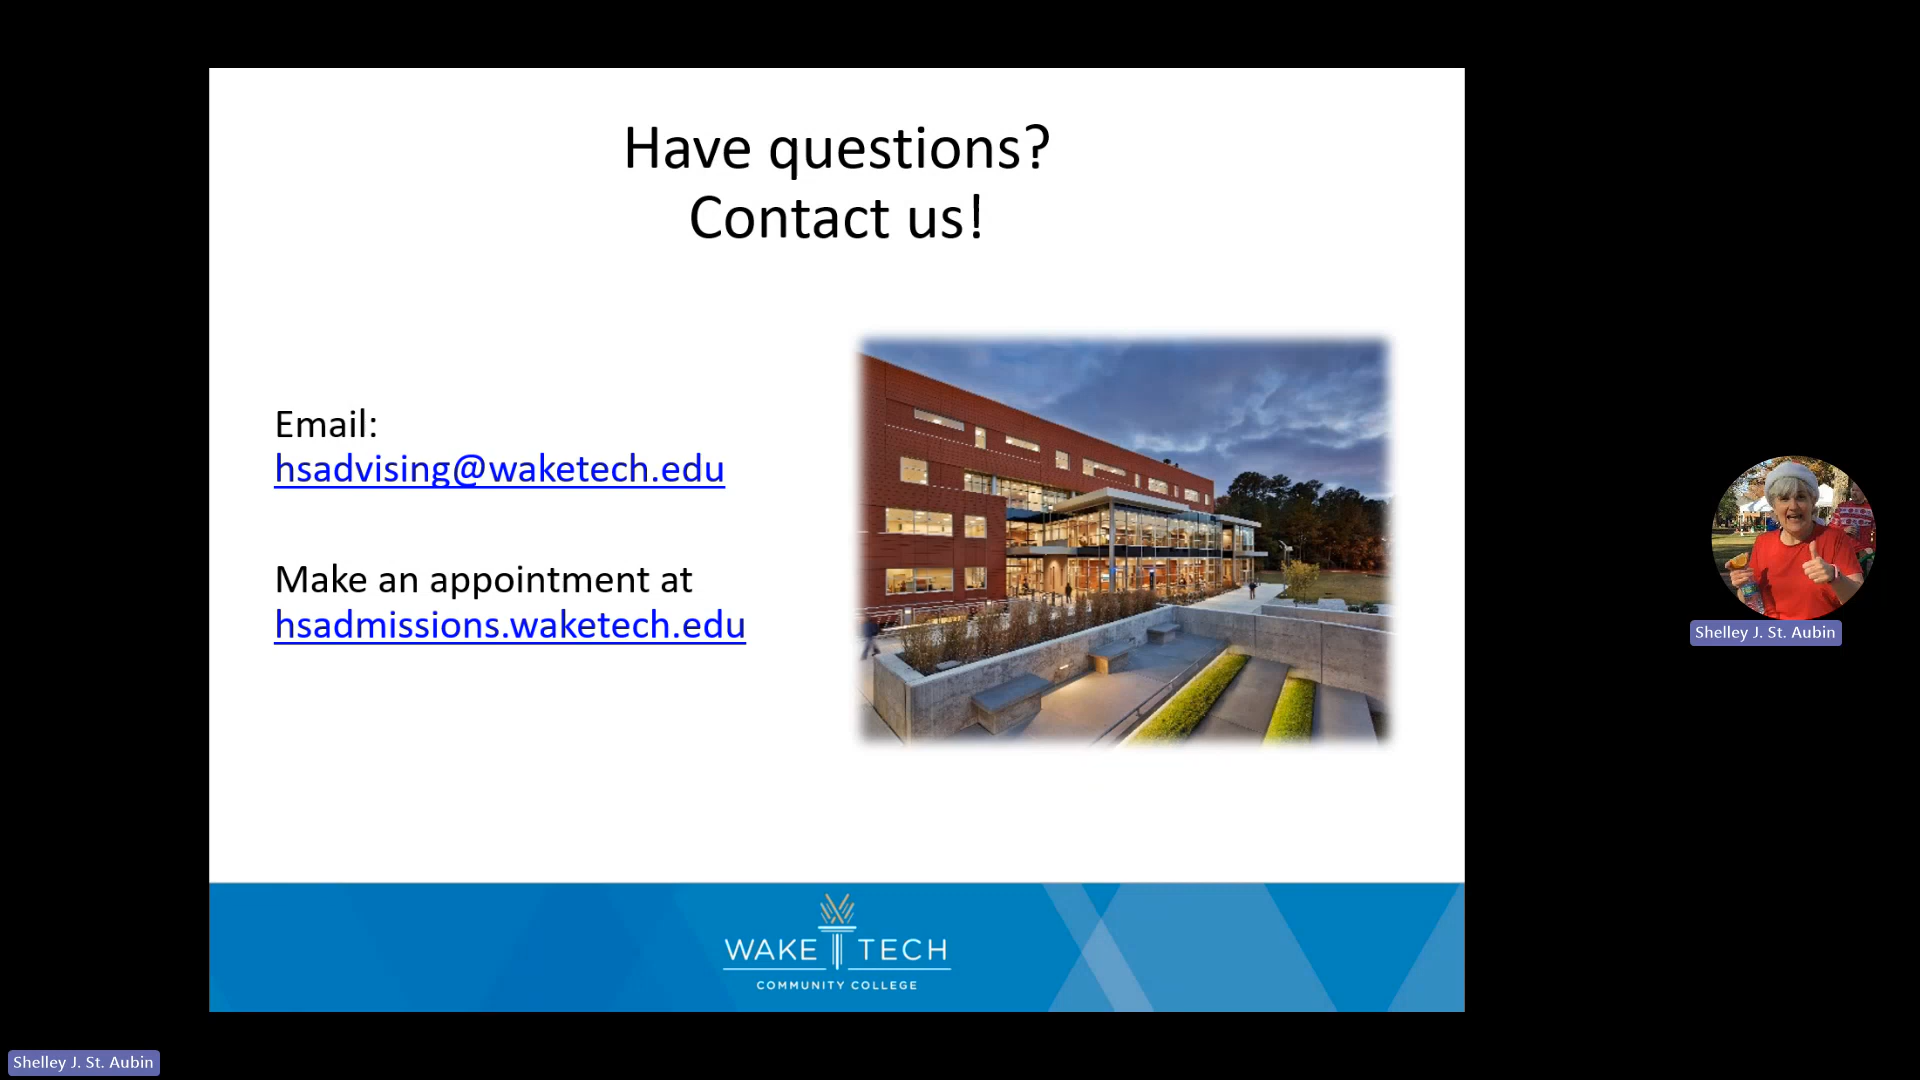 Have questions?
Contact us!
Email:
hsadvising@waketech.edu
Make an appointment at
hsadmissions.waketech.edu
WAKE TECH
COMMUNITY COLLEGE
Shelley J. St. Aubin
Shelley J. St. Aubin